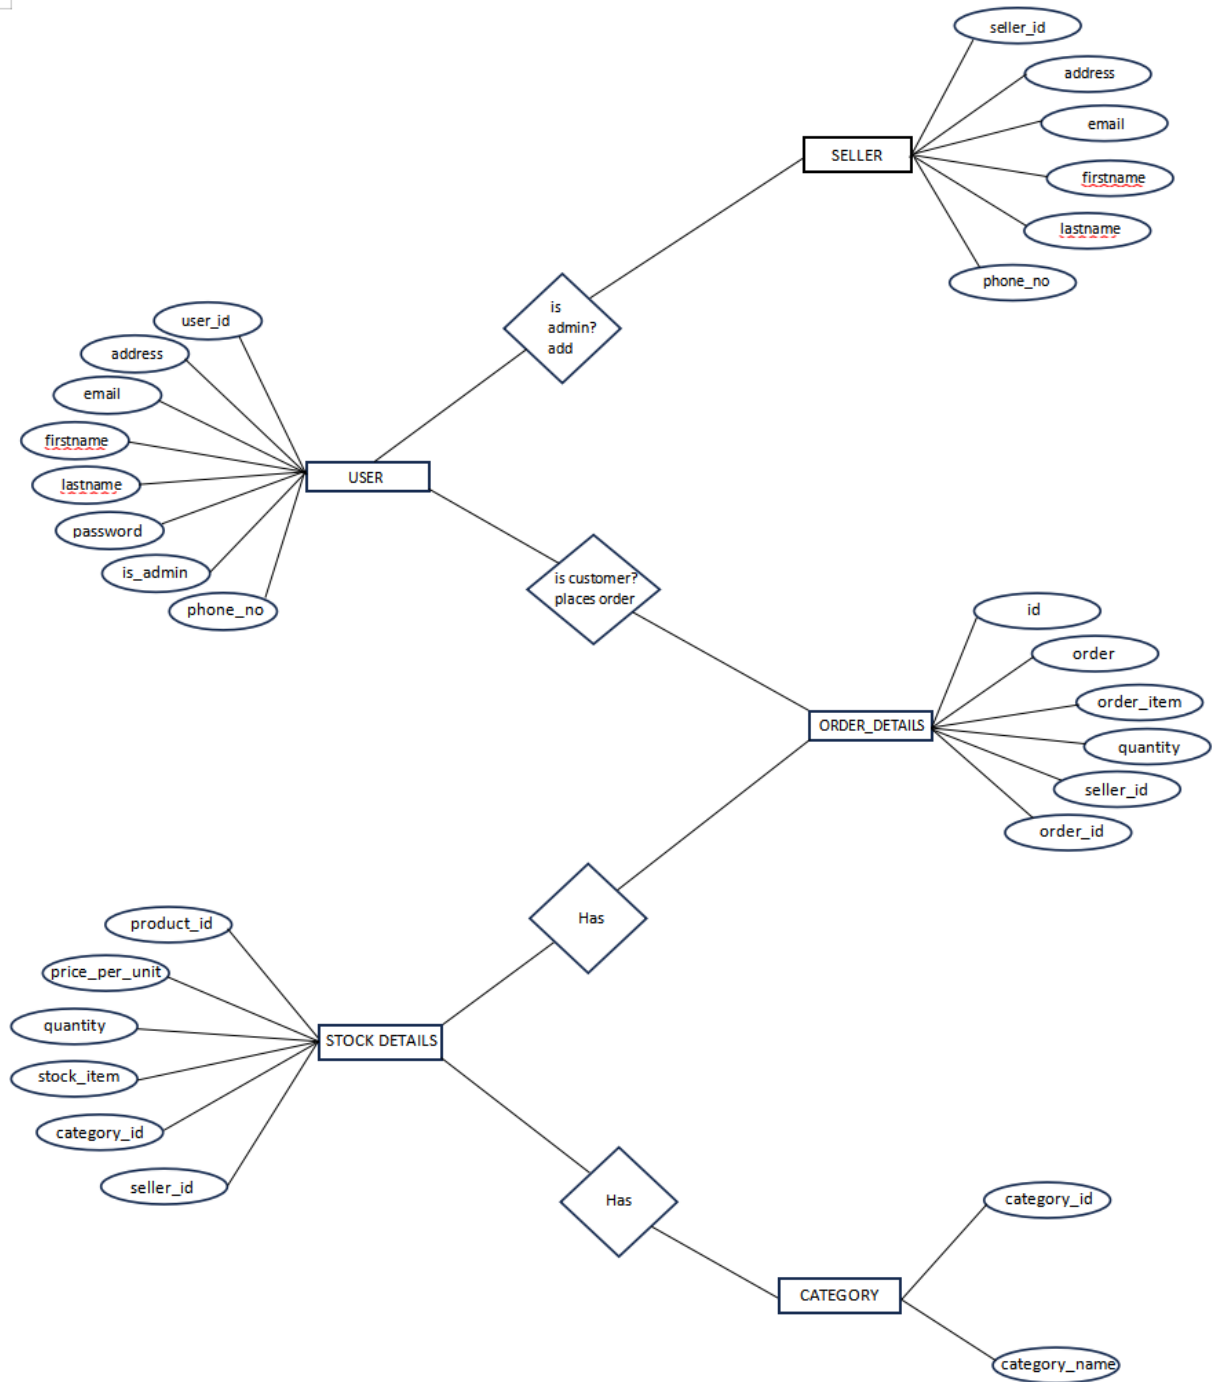 seller_id
address
email
SELLER
firstname
lastname
phone_no
is
admin?
add
user_id
address
email
firstname
lastname
password
is_admin
phone_no
USER
is customer?
places order
id
order
order_item
ORDER_DETAILS
quantity
seller_id
order_id
Has
product_id
price_per_unit
quantity
stock_item
category_id
seller_id
STOCK DETAILS
Has
category_id
CATEGORY
category_name